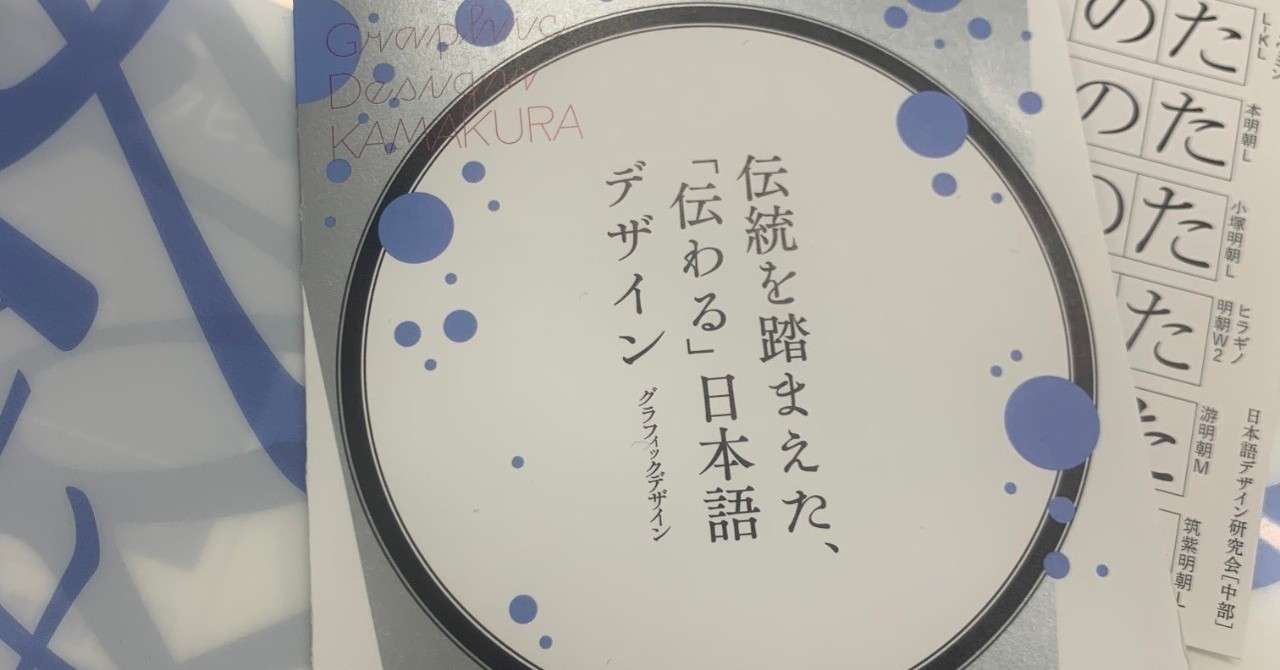 Graphic
Design
KAMAKURA
伝統を踏まえた、
「伝わる」日本語
デザイン
グラフィックデザイン
のた
のた
本明朝L
のた
小塚明朝L
た
ヒラギノ
明朝W2
た
游明朝M
筑紫明朝L
日本語デザイン研究会[中部]